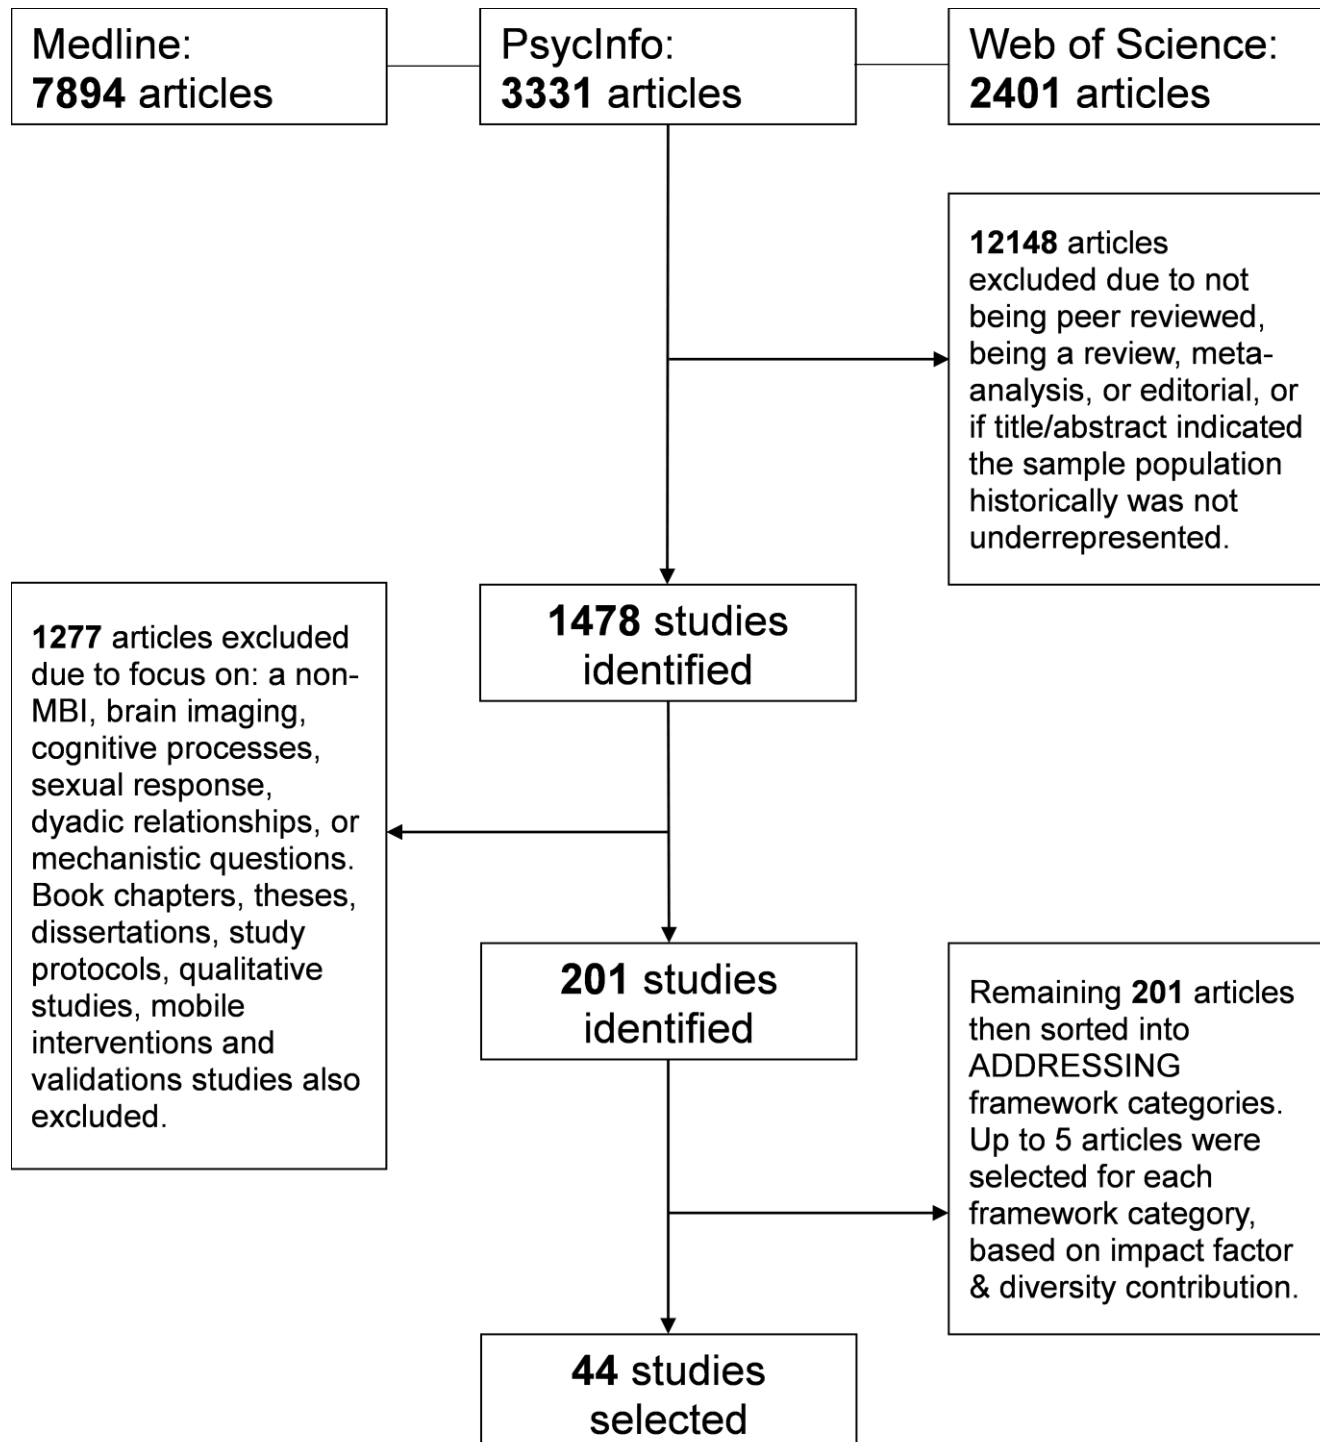 Medline:
7894 articles
PsycInfo:
3331 articles
Web of Science:
2401 articles
12148 articles
excluded due to not
being peer reviewed,
being a review, meta-
analysis, or editorial, or
if title/abstract indicated
the sample population
historically was not
underrepresented.
1478 studies
identified
1277 articles excluded
due to focus on: a non-
MBI, brain imaging,
cognitive processes,
sexual response,
dyadic relationships, or
mechanistic questions.
Book chapters, theses,
dissertations, study
protocols, qualitative
studies, mobile
interventions and
validations studies also
excluded.
201 studies
identified
Remaining 201 articles
then sorted into
ADDRESSING
framework categories.
Up to 5 articles were
selected for each
framework category,
based on impact factor
& diversity contribution.
44 studies
selected